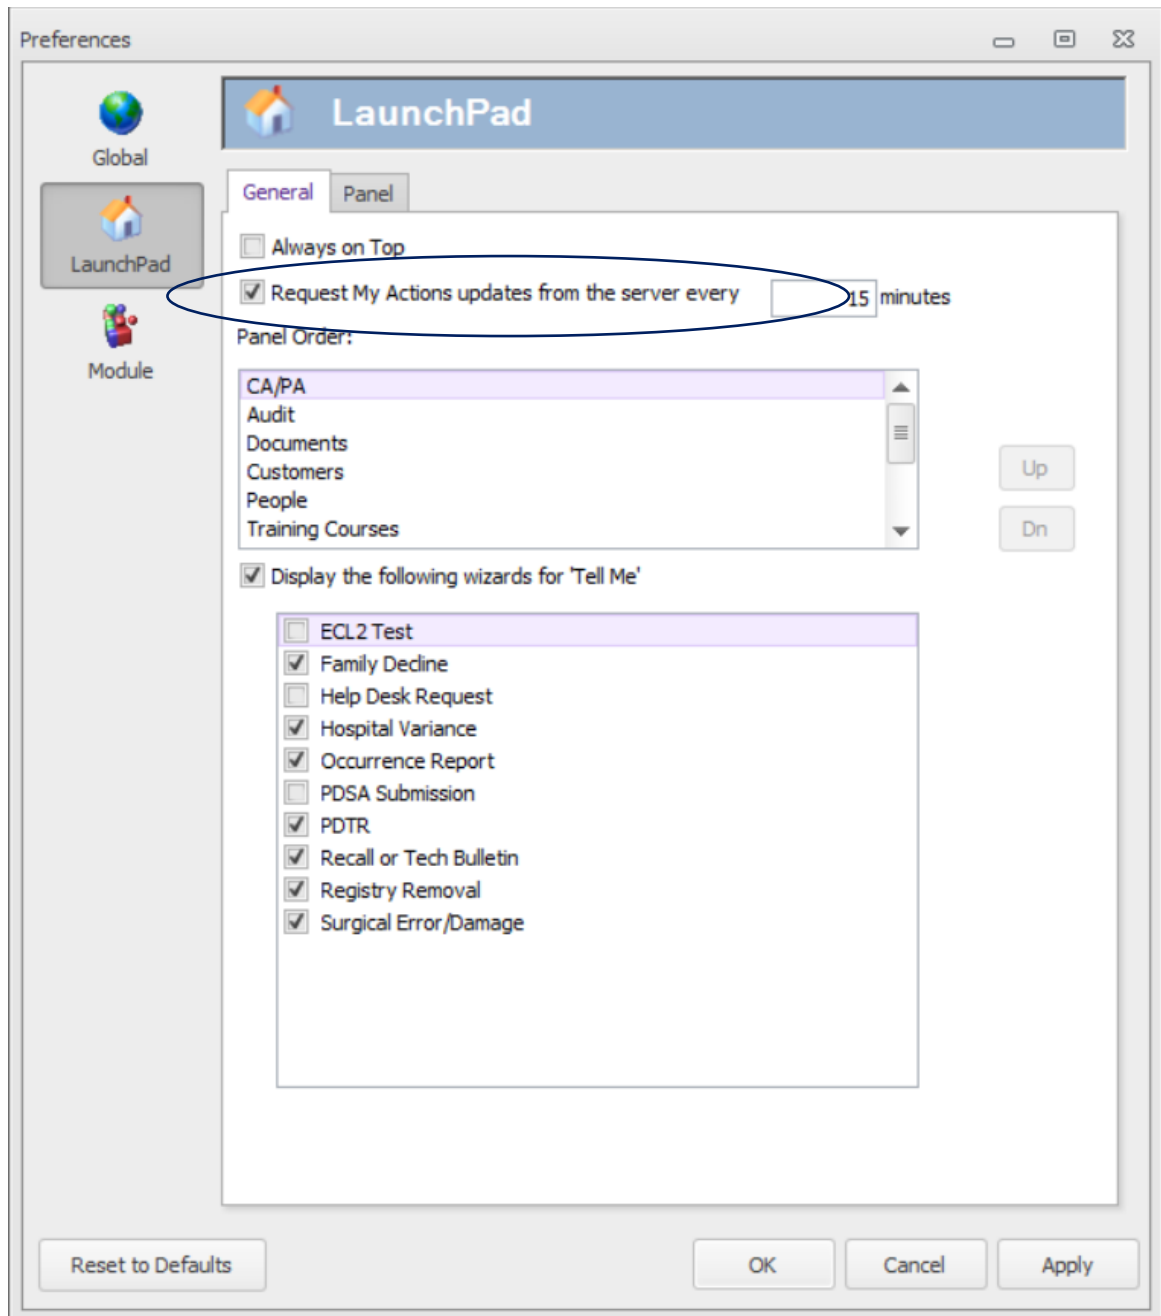 Preferences
Global
LaunchPad
Module
LaunchPad
General Panel
Always on Top
Request My Actions updates from the server every 15 minutes
Panel Order:
CA/PA
Audit
Documents
Customers
People
Training Courses
Up
Dn
Display the following wizards for 'Tell Me'
ECL2 Test
Family Decline
Help Desk Request
Hospital Variance
Occurrence Report
PDSA Submission
PDTR
Recall or Tech Bulletin
Registry Removal
Surgical Error/Damage
Reset to Defaults OK Cancel Apply